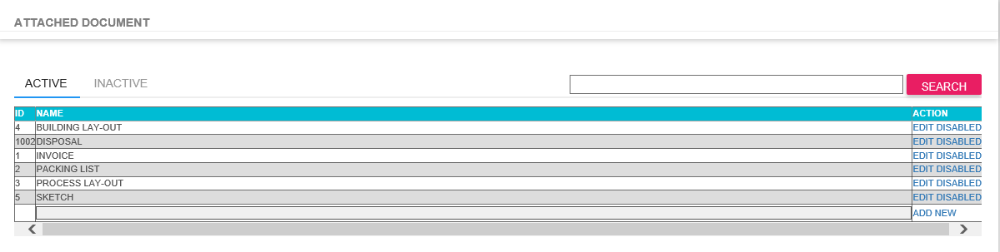 ATTACHED DOCUMENT
ACTIVE INACTIVE SEARCH
ID NAME ACTION
4 BUILDING LAY-OUT EDIT DISABLED
1002 DISPOSAL EDIT DISABLED
1 INVOICE EDIT DISABLED
2 PACKING LIST EDIT DISABLED
3 PROCESS LAY-OUT EDIT DISABLED
5 SKETCH EDIT DISABLED
ADD NEW